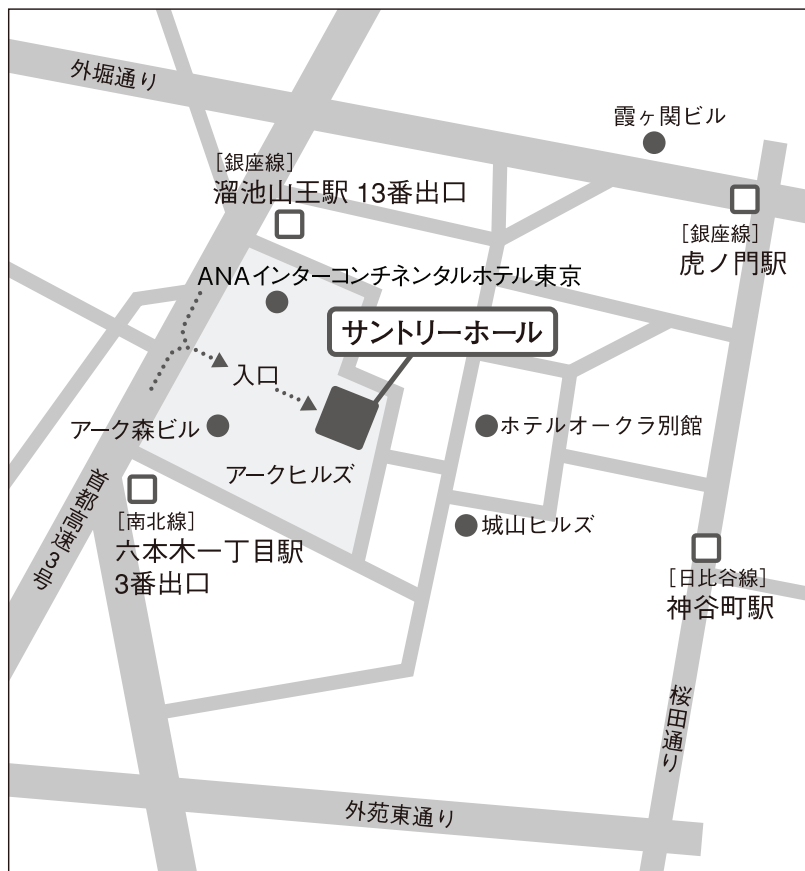 外堀通り
霞ヶ関ビル
［銀座線］
溜池山王駅 13番出口
［銀座線］
虎ノ門駅
ANAインターコンチネンタルホテル東京
サントリーホール
入口
アーク森ビル
ホテルオークラ別館
アークヒルズ
首都高速3号
［南北線］
六本木一丁目駅
3番出口
城山ヒルズ
［日比谷線］
神谷町駅
桜田通り
外苑東通り